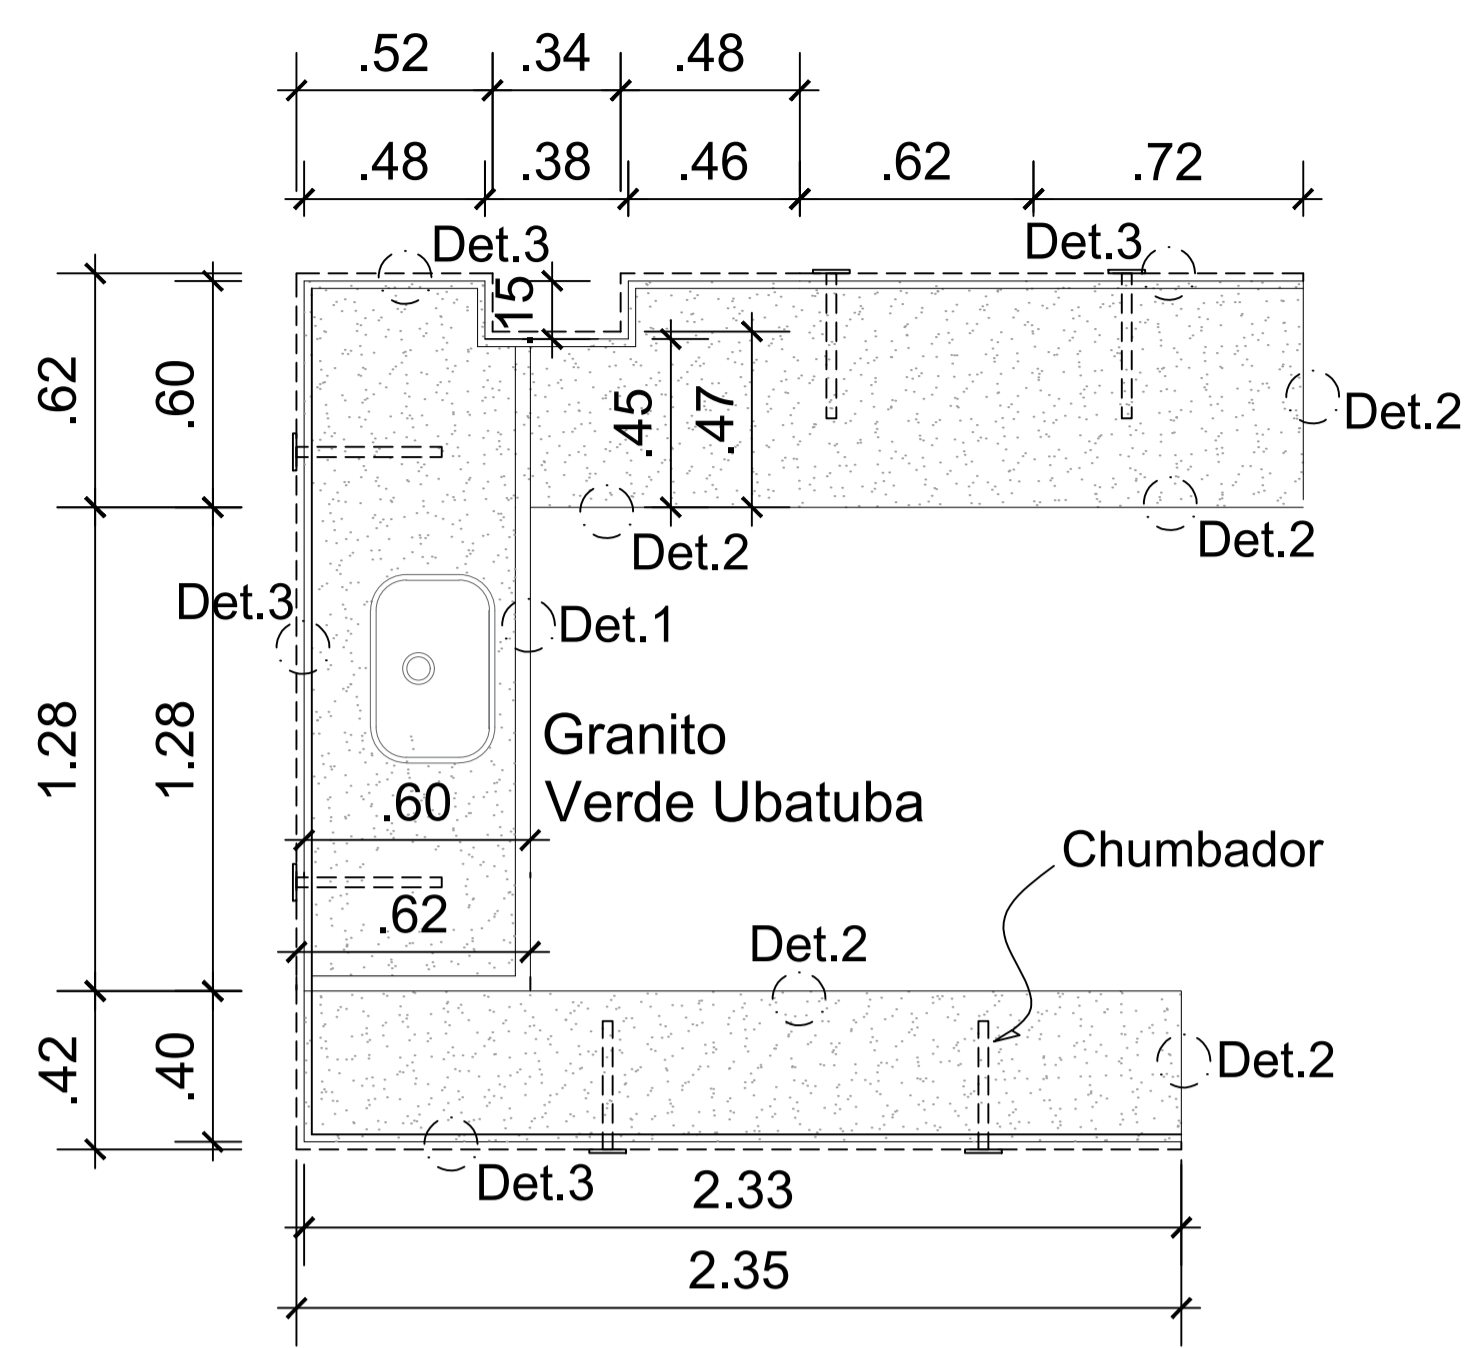 .52 .34 .48
.48 .38 .46 .62 .72
Det.3 Det.3
.15
.62 .60
.45 .47
Det.2
Det.2 Det.2
Det.3 Det.1
1.28 1.28
Granito
Verde Ubatuba
.60
Chumbador
.62
Det.2
.42 .40
Det.2
Det.3
2.33
2.35